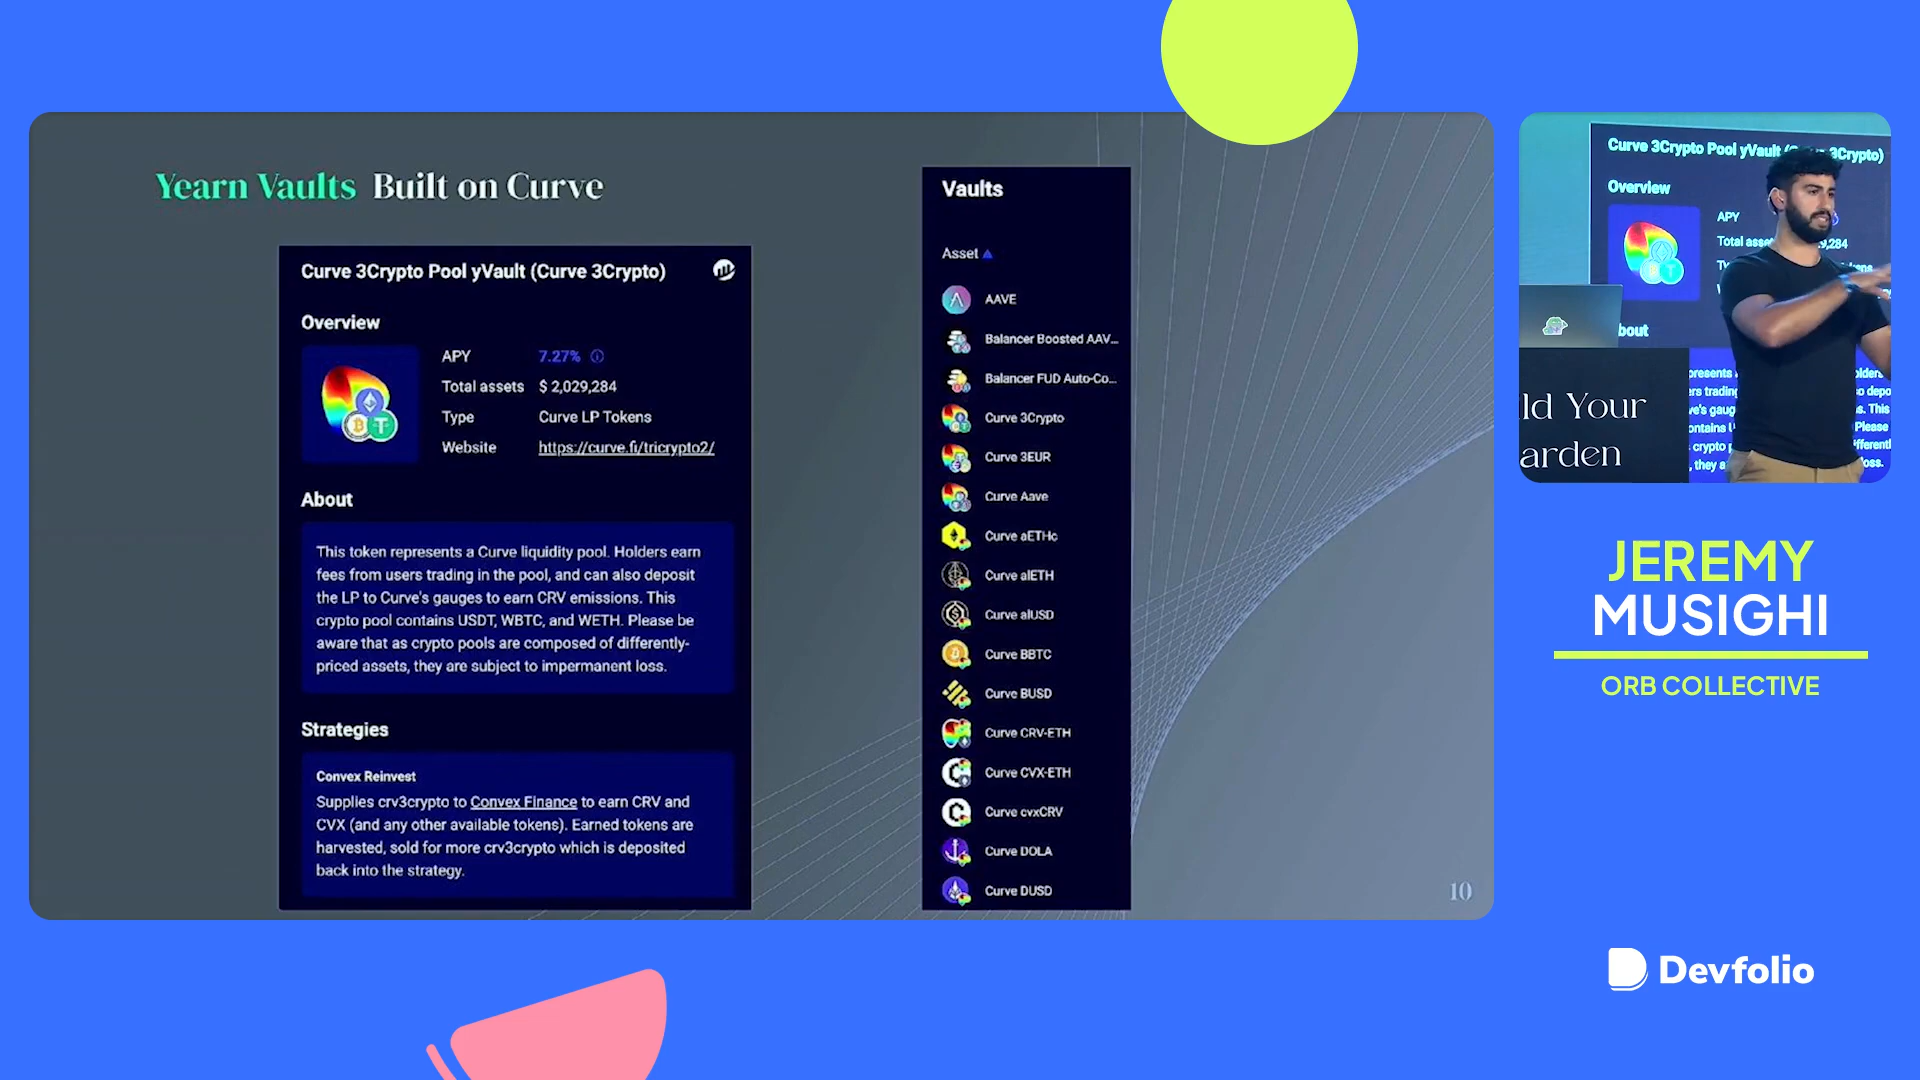 Yearn Vaults Built on Curve
Curve 3Crypto Pool yVault (Curve 3Crypto)
Overview
APY 7.27%
Total assets $ 2,029,284
Type Curve LP Tokens
Website https://curve.fi/tricrypto2/
About
This token represents a Curve liquidity pool. Holders earn
fees from users trading in the pool, and can also deposit
the LP to Curve's gauges to earn CRV emissions. This
crypto pool contains USDT, WBTC, and WETH. Please be
aware that as crypto pools are composed of differently-
priced assets, they are subject to impermanent loss.
Strategies
Convex Reinvest
Supplies crv3crypto to Convex Finance to earn CRV and
CVX (and any other available tokens). Earned tokens are
harvested, sold for more crv3crypto which is deposited
back into the strategy.
Vaults
Asset
AAVE
Balancer Boosted AAV...
Balancer FUD Auto-Co...
Curve 3Crypto
Curve 3EUR
Curve Aave
Curve aETHc
Curve alETH
Curve alUSD
Curve BBTC
Curve BUSD
Curve CRV-ETH
Curve CVX-ETH
Curve cvxCRV
Curve DOLA
Curve DUSD
10
Curve 3Crypto Pool yVault 3Crypto)
Overview
APY
Total asse 9,284
bout
ld Your
arden
JEREMY
MUSIGHI
ORB COLLECTIVE
Devfolio